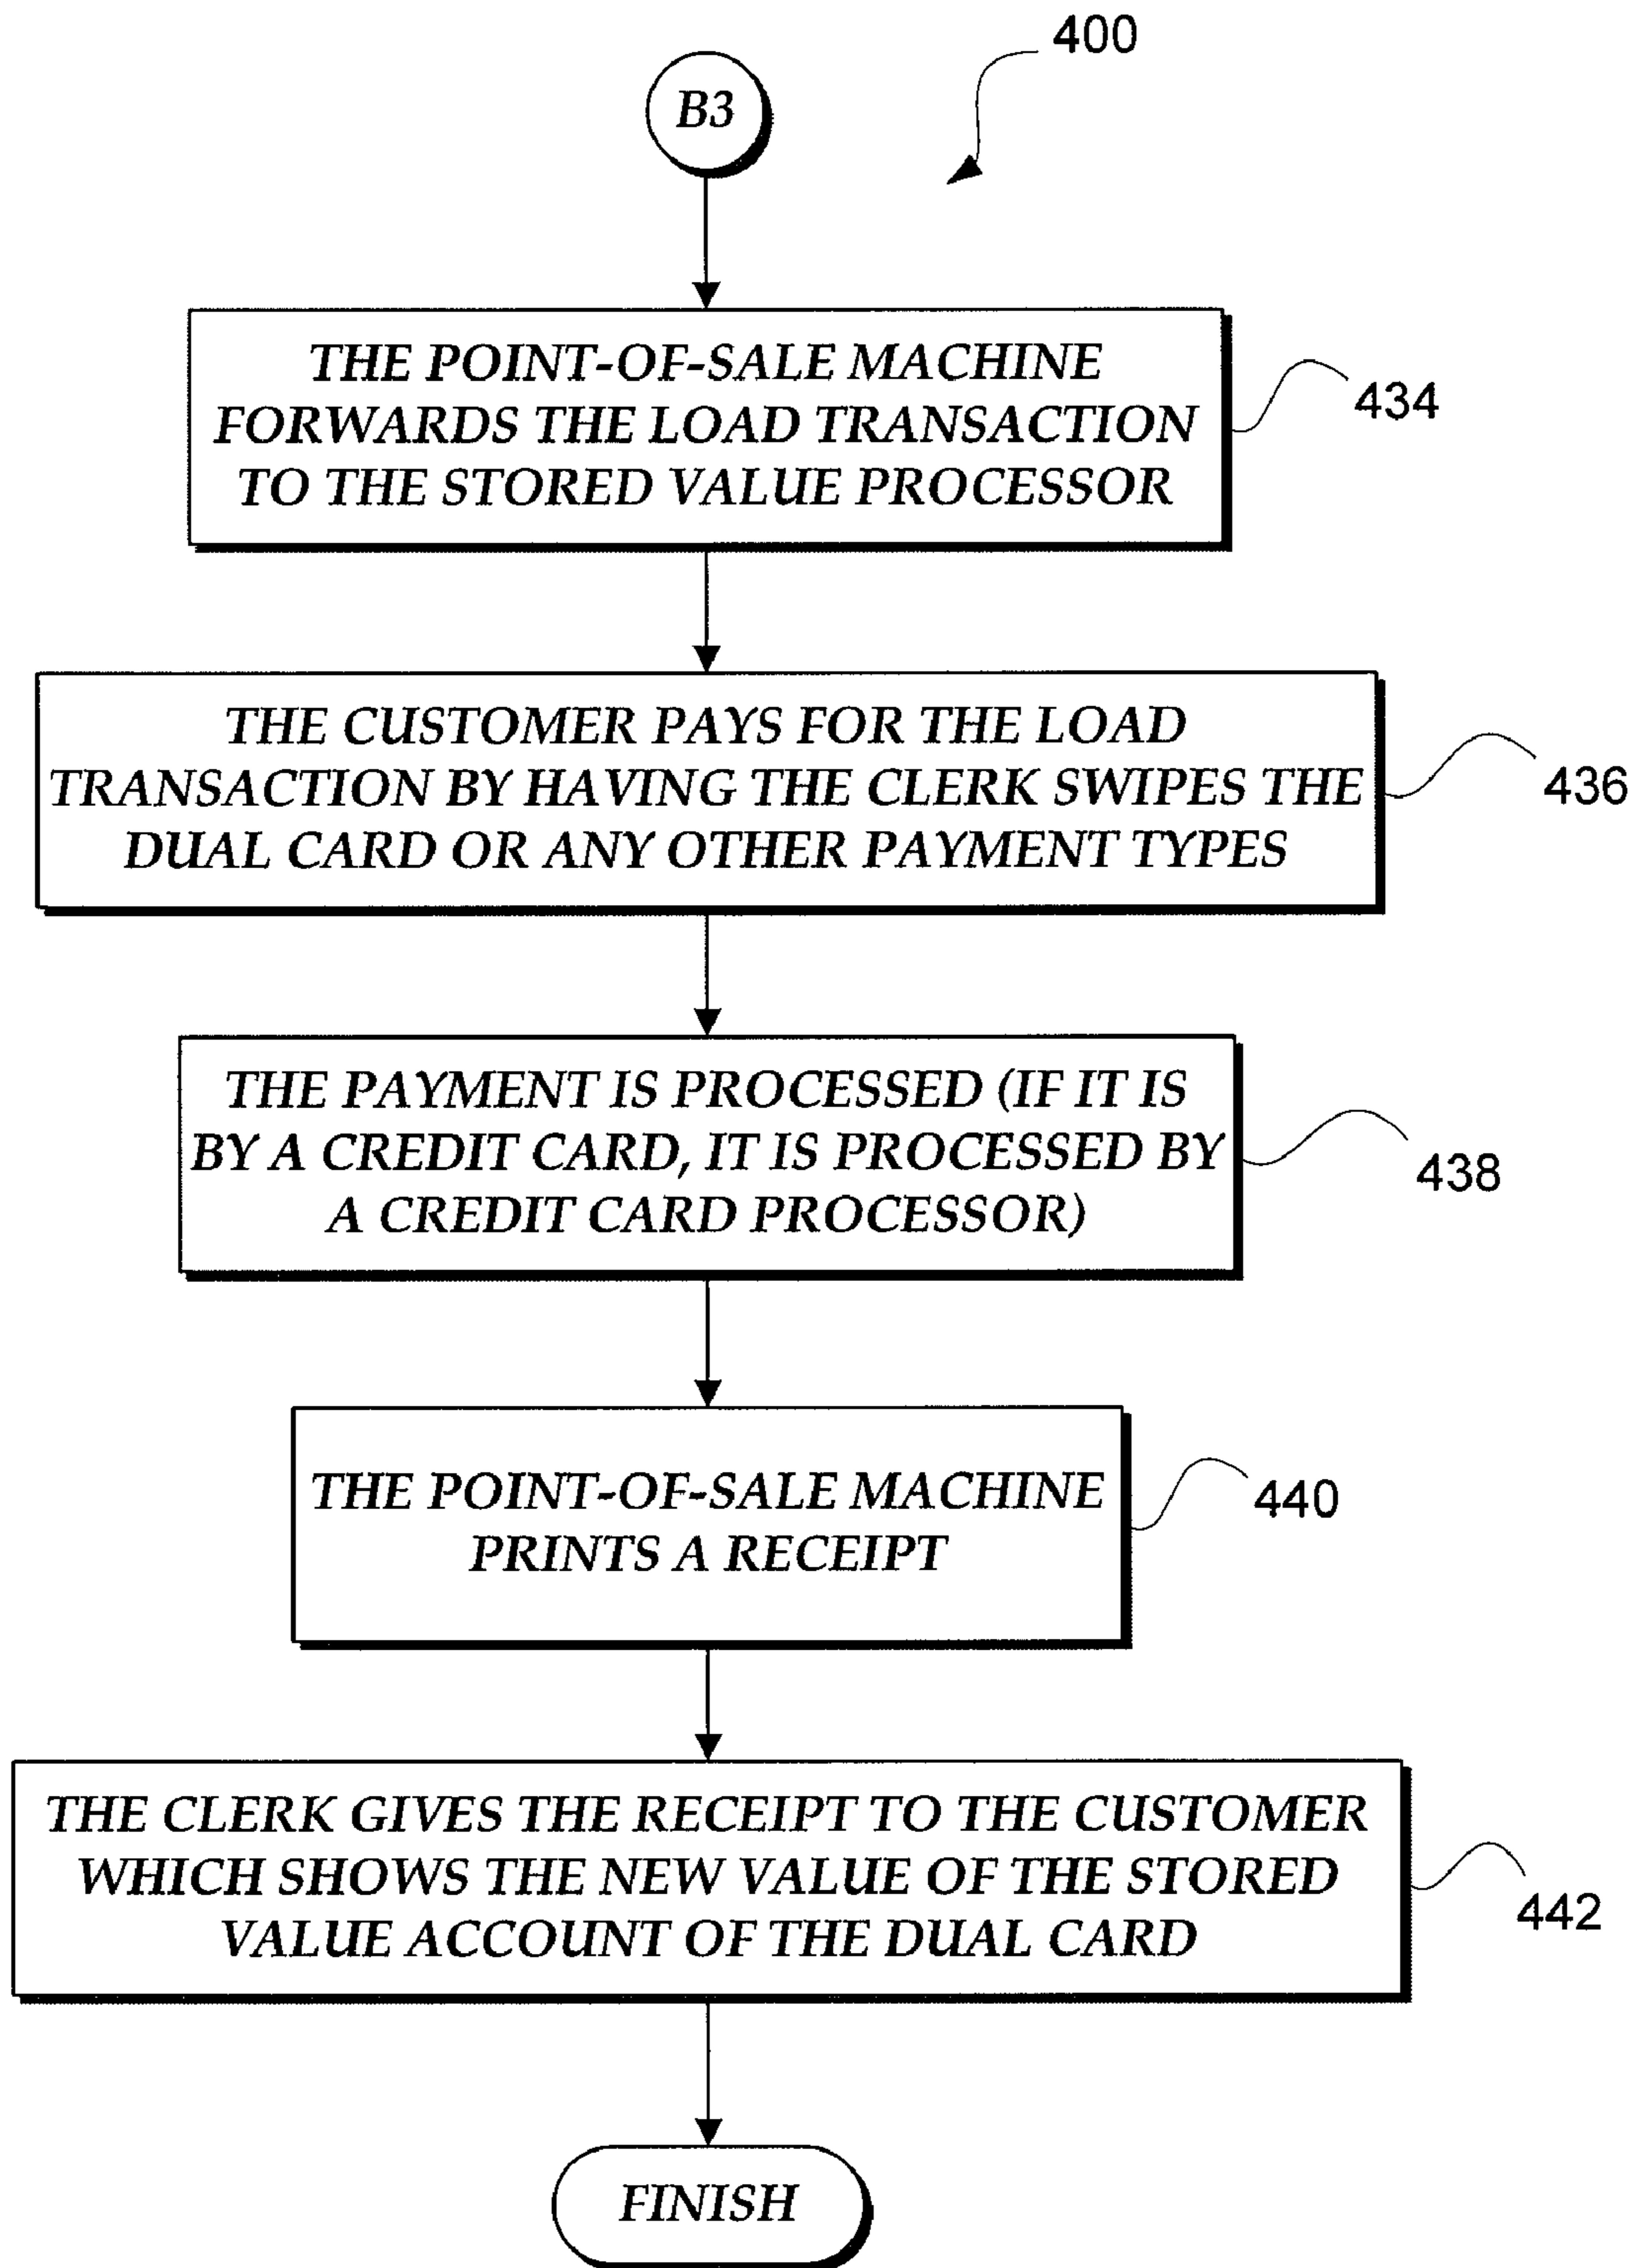 400
B3
THE POINT-OF-SALE MACHINE
FORWARDS THE LOAD TRANSACTION
TO THE STORED VALUE PROCESSOR
434
THE CUSTOMER PAYS FOR THE LOAD
TRANSACTION BY HAVING THE CLERK SWIPES THE
DUAL CARD OR ANY OTHER PAYMENT TYPES
436
THE PAYMENT IS PROCESSED (IF IT IS
BY A CREDIT CARD, IT IS PROCESSED BY
A CREDIT CARD PROCESSOR)
438
THE POINT-OF-SALE MACHINE
PRINTS A RECEIPT
440
THE CLERK GIVES THE RECEIPT TO THE CUSTOMER
WHICH SHOWS THE NEW VALUE OF THE STORED
VALUE ACCOUNT OF THE DUAL CARD
442
FINISH